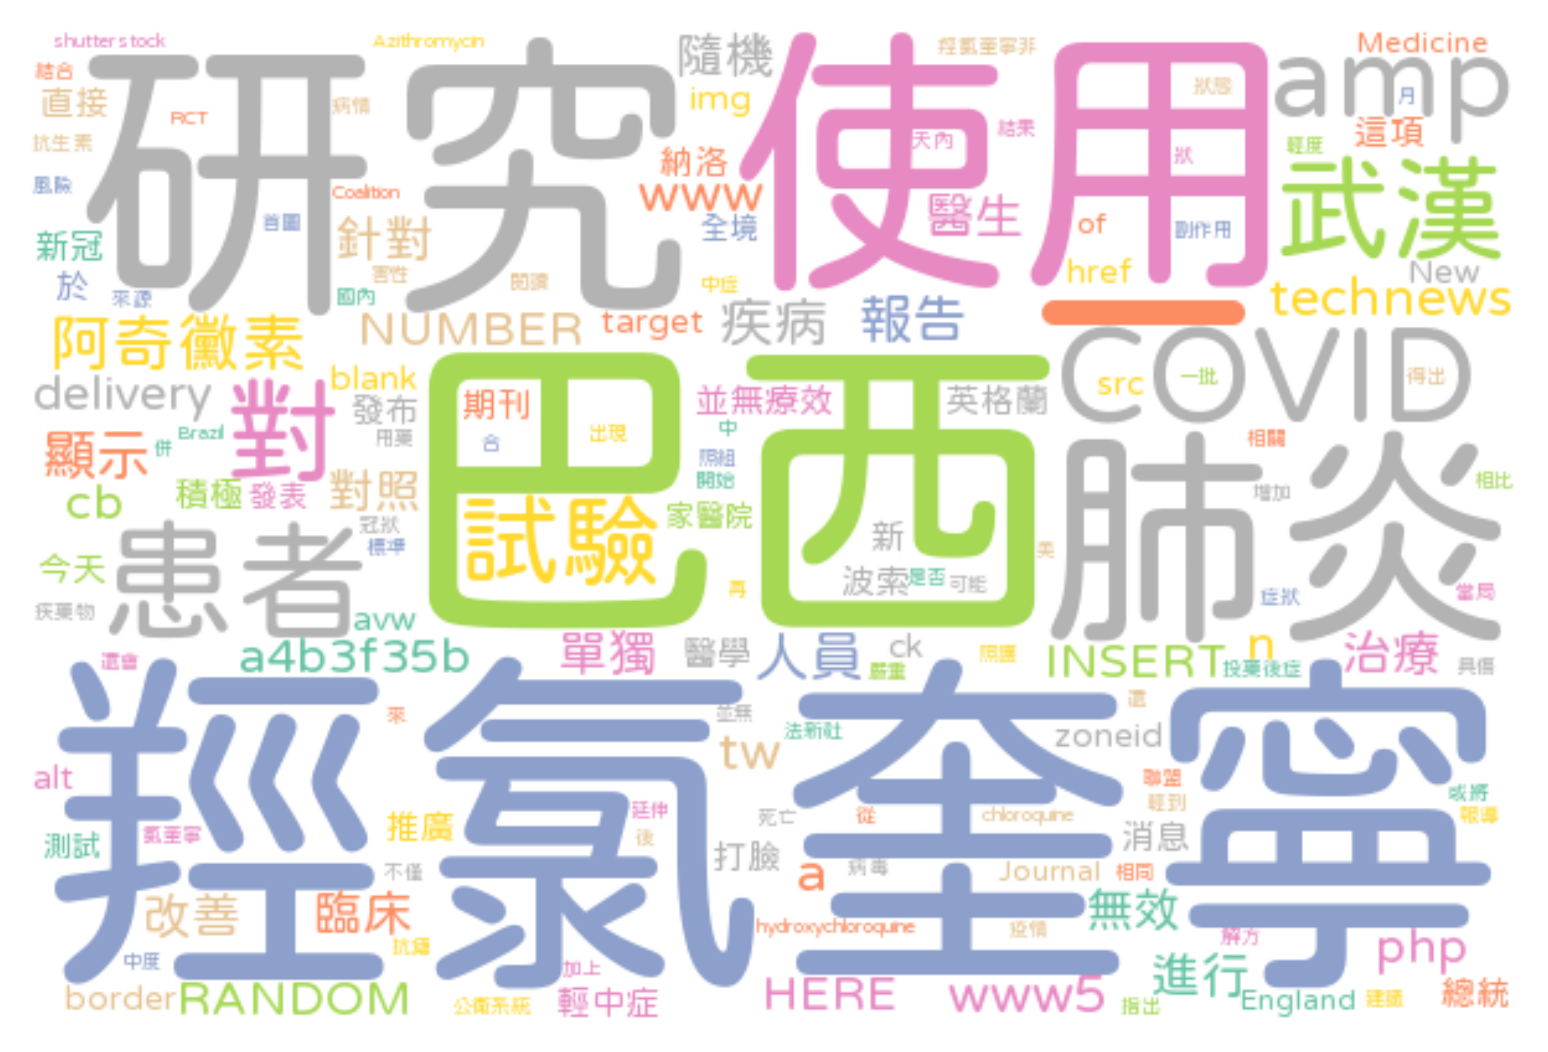 shutterstock
Azithromycin
結合
研究
隨機
使用
羥氯奎寧非
Medicine
amp
直接
RCT
病情
img
狀態
月
抗生素
天內
結果
這項
風險
Coalition
納洛
www
狀
輕度
武漢
首圖
針對
全境
醫生
of
副作用
新冠
害性
閱讀
中症
href
New
於
來源
國內
technews
阿奇黴素
NUMBER
target
疾病
報告
COVID
delivery
對
blank
發布
巴西
期刊
並無療效
英格蘭
src
一批
得出
顯示
併
Brazil
用藥
合
出現
中
照組
相關
肺炎
cb
積極
發表
對照
試驗
開始
增加
相比
家醫院
冠狀
標準
新
美
今天
患者
波索
是否
可能
疾藥物
再
症狀
當局
avw
a4b3f35b
單獨
醫學
人員
ck
嚴重
照護
INSERT
n
投藥後症
治療
具傷
還會
羥氯奎寧
來
並無
法新社
還
tw
zoneid
alt
聯盟
輕到
或將
測試
氯奎寧
推廣
延伸
後
死亡
從
chloroquine
消息
報導
不僅
打臉
a
病毒
Journal
相同
改善
臨床
抗瘧
hydroxychloroquine
疫情
無效
解方
php
中度
加上
進行
border
RANDOM
公衛系統
輕中症
HERE
www5
指出
England
建議
總統